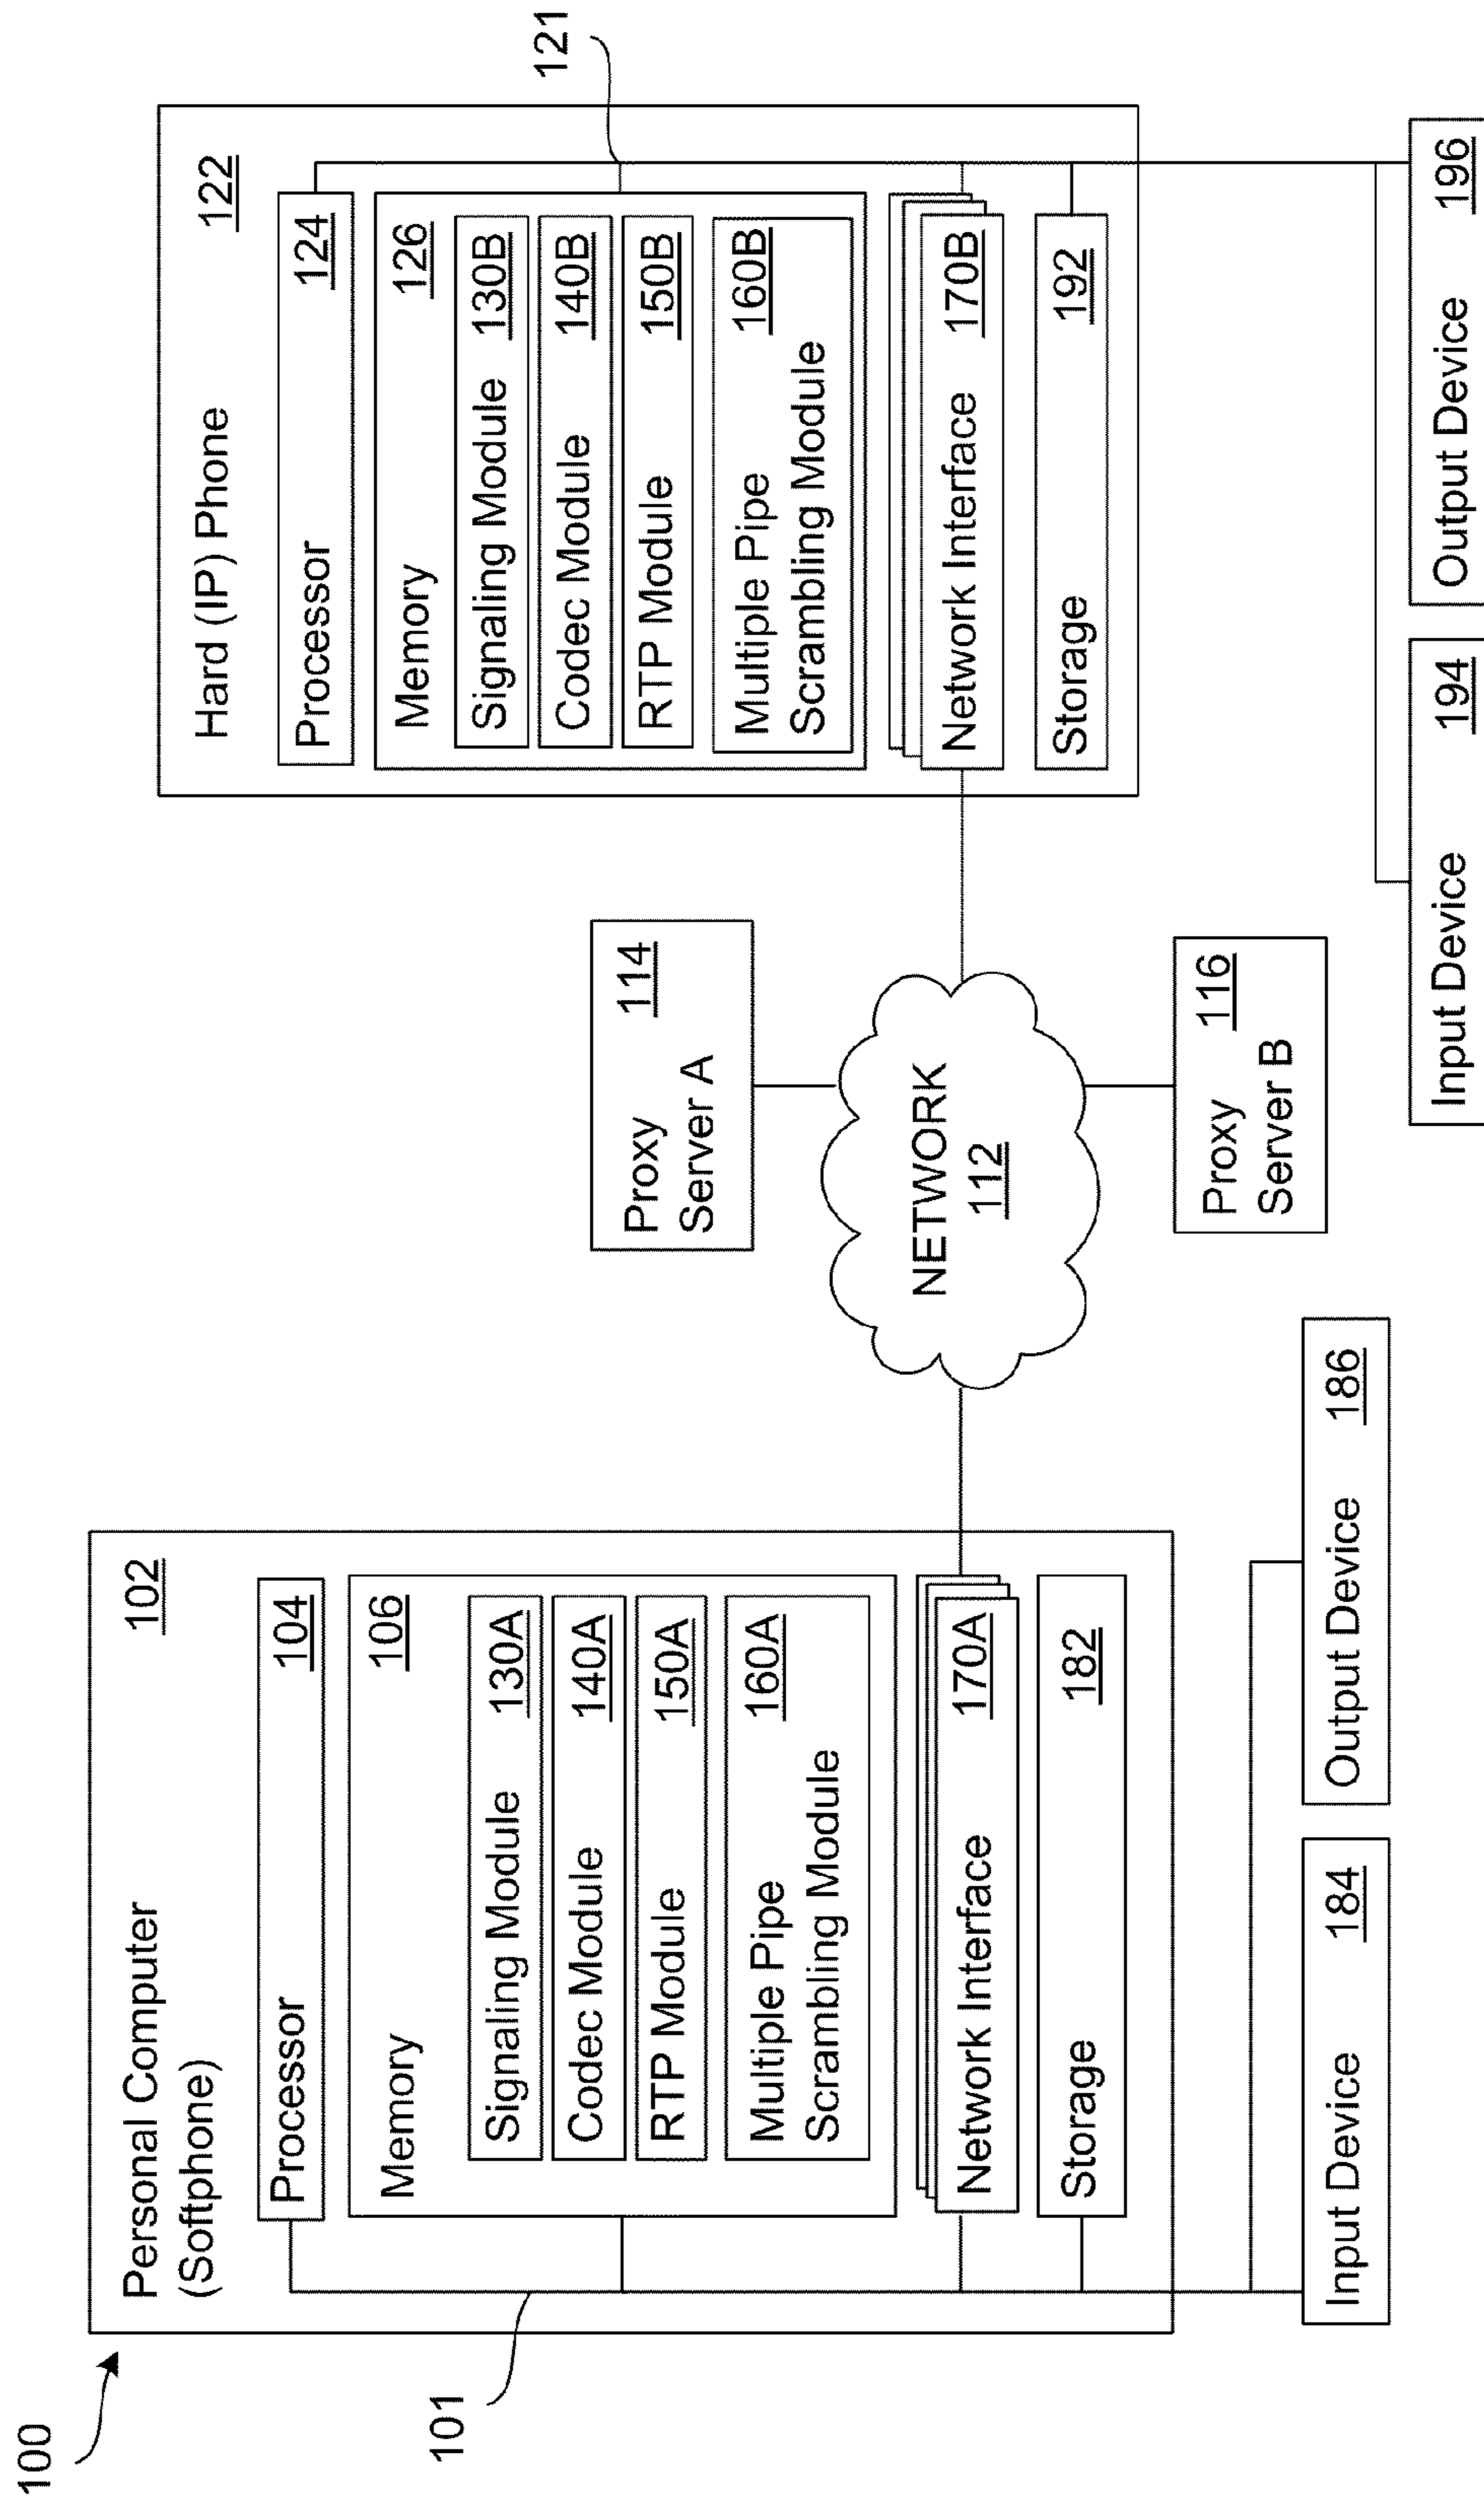 100
101
Personal Computer
(Softphone)
102
Processor 104
Memory 106
Signaling Module 130A
Codec Module 140A
RTP Module 150A
Multiple Pipe
Scrambling Module
160A
Network Interface 170A
Storage 182
Input Device 184
Output Device 186
Proxy
Server A
114
NETWORK
112
Proxy
Server B
116
121
Hard (IP) Phone 122
Processor 124
Memory 126
Signaling Module 130B
Codec Module 140B
RTP Module 150B
Multiple Pipe
Scrambling Module
160B
Network Interface 170B
Storage 192
Input Device 194
Output Device 196